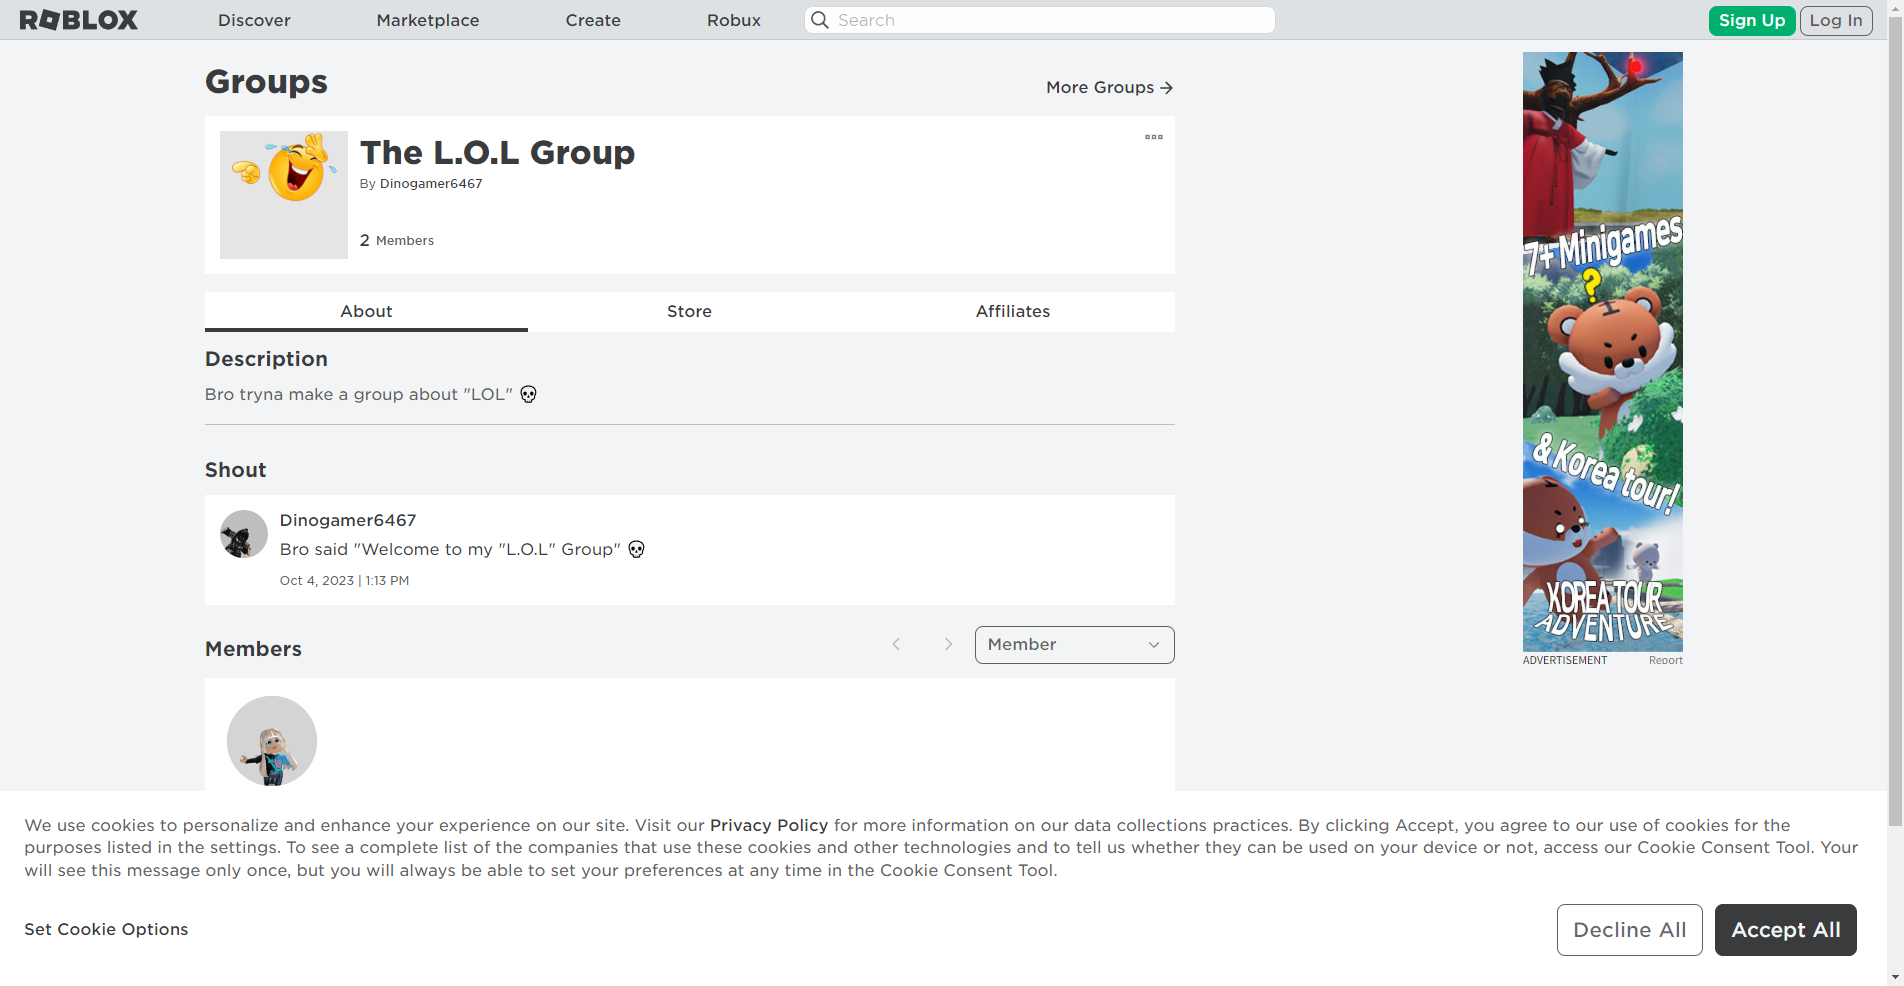 ROBLOX
Discover
Marketplace
Create
Robux
Search
Sign Up
Log In
Groups
More Groups
The L.O.L Group
By Dinogamer6467
2 Members
About
Store
Affiliates
Description
Bro tryna make a group about "LOL" 💀
Shout
Dinogamer6467
Bro said "Welcome to my "L.O.L" Group" 💀
Oct 4, 2023 | 1:13 PM
Members
Member
7+ Minigames
?
& Korea tour!
KOREA TOUR
ADVENTURE
ADVERTISEMENT
Report
We use cookies to personalize and enhance your experience on our site. Visit our Privacy Policy for more information on our data collections practices. By clicking Accept, you agree to our use of cookies for the
purposes listed in the settings. To see a complete list of the companies that use these cookies and other technologies and to tell us whether they can be used on your device or not, access our Cookie Consent Tool. Your
will see this message only once, but you will always be able to set your preferences at any time in the Cookie Consent Tool.
Set Cookie Options
Decline All
Accept All